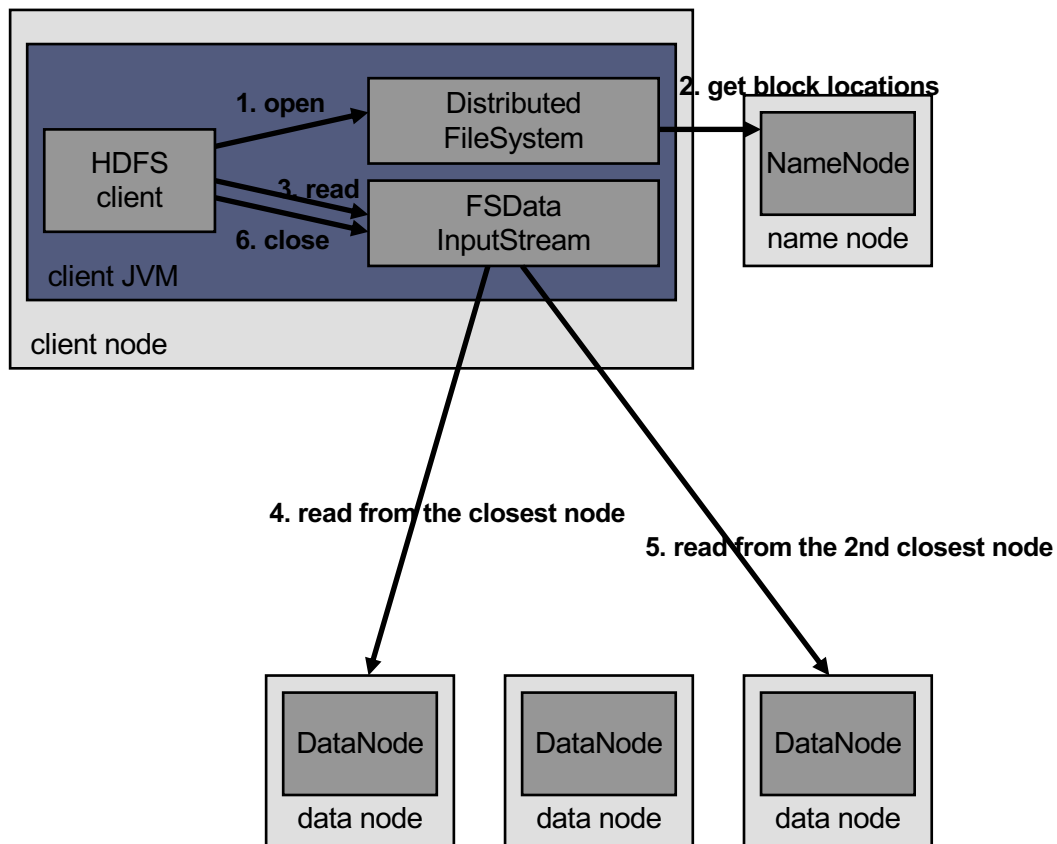 2. get block locations
1. open
Distributed
FileSystem
HDFS
client
NameNode
3. read
FSData
InputStream
6. close
name node
client JVM
client node
4. read from the closest node
5. read from the 2nd closest node
DataNode
DataNode
DataNode
data node
data node
data node